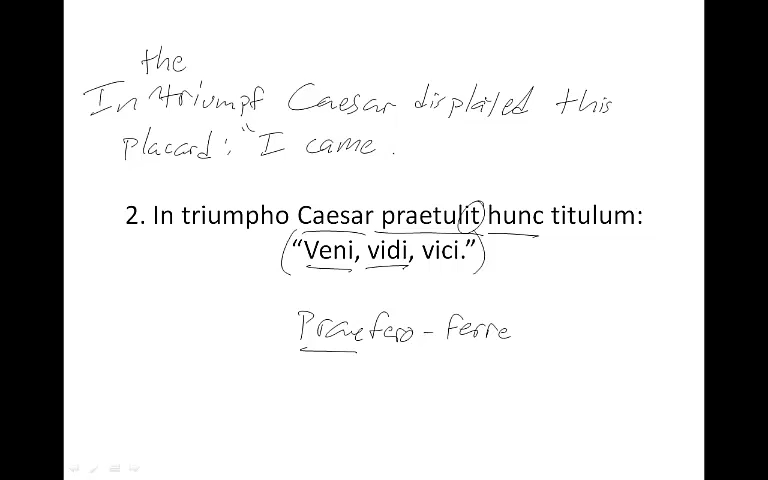 the
In triumpf Caesar displayed this
placard: "I came.
2. In triumpho Caesar praetulit hunc titulum:
("Veni, vidi, vici.")
Praefero - Ferre